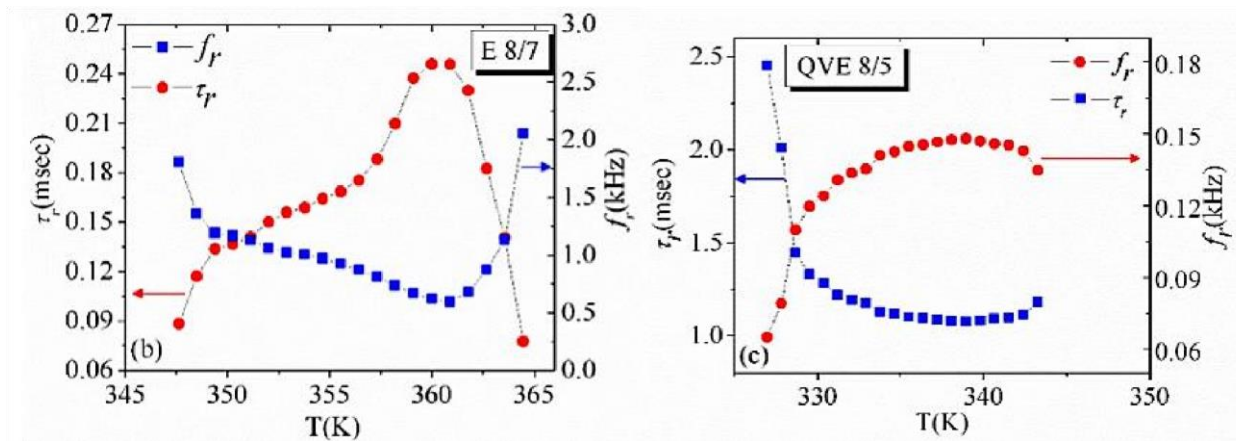 0.27
0.24
0.21
0.18
0.15
0.12
0.09
0.06
τr(msec)
fr
τr
E 8/7
3.0
2.5
2.0
1.5
1.0
0.5
0.0
fr(kHz)
(b)
345 350 355 360 365
T(K)
2.5
2.0
1.5
1.0
τr(msec)
QVE 8/5
fr
τr
0.18
0.15
0.12
0.09
0.06
fr(kHz)
(c)
330 340 350
T(K)